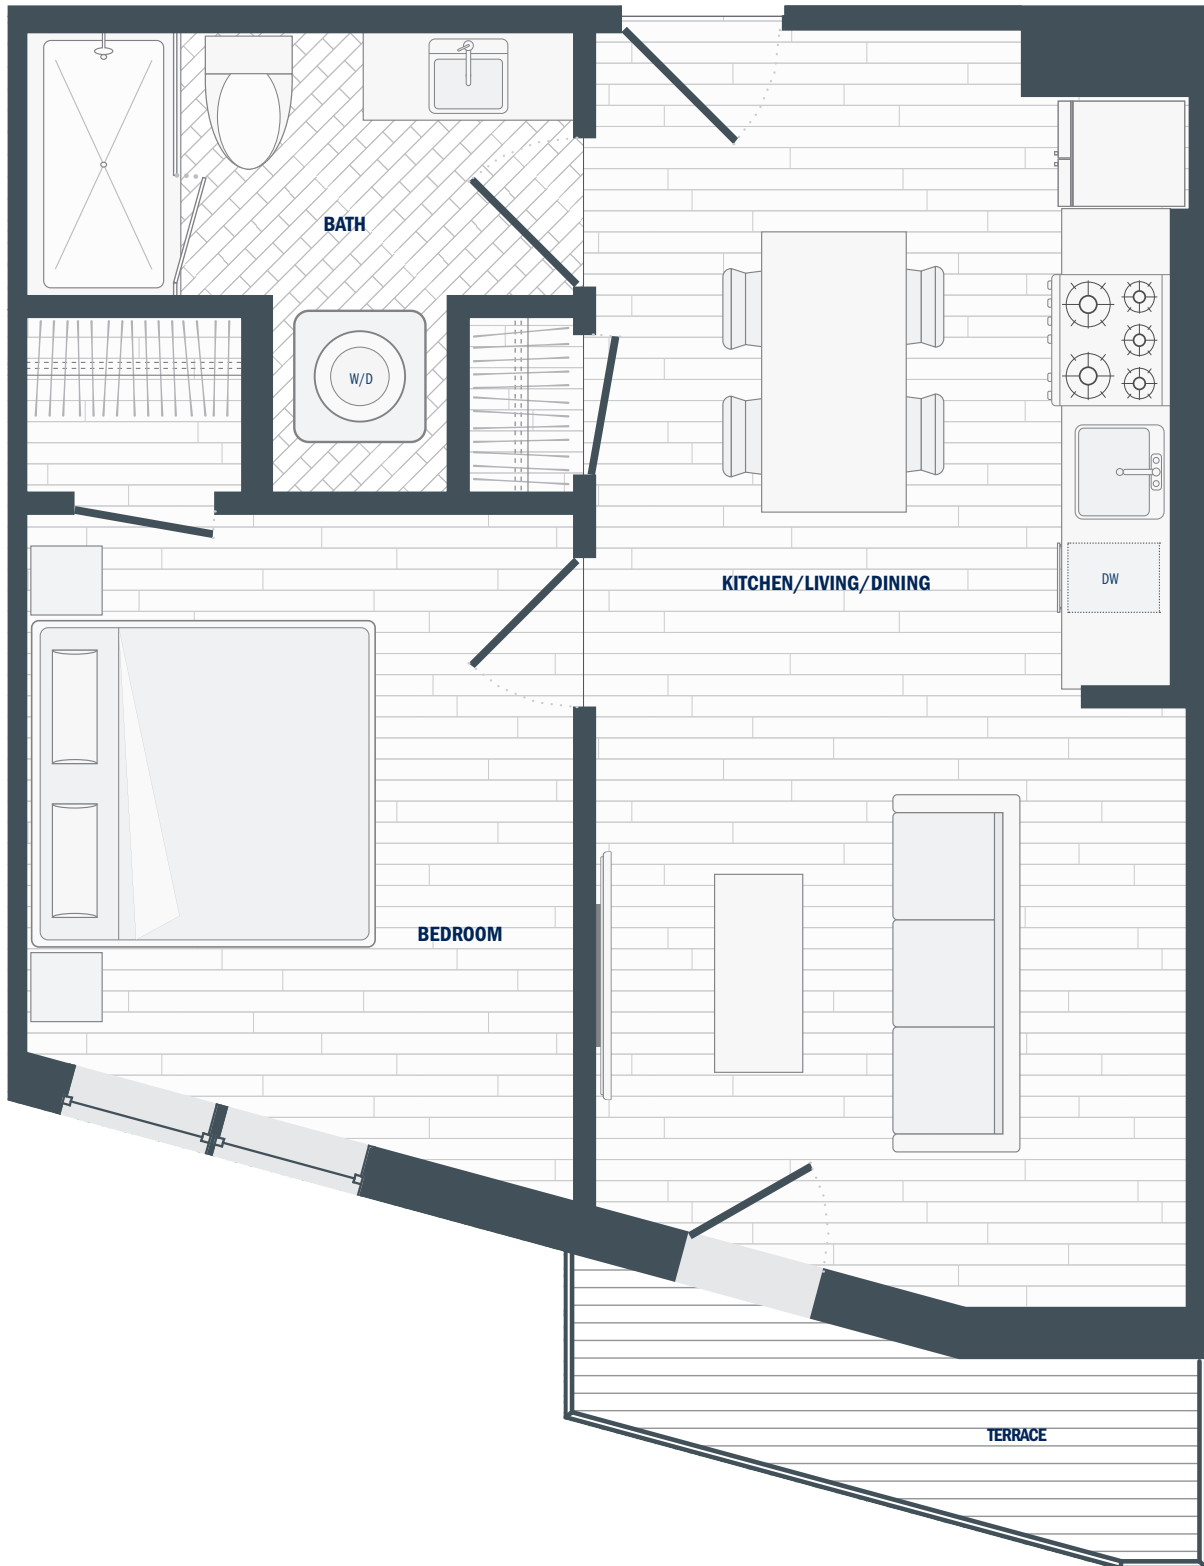 BATH
W/D
KITCHEN/LIVING/DINING
DW
BEDROOM
TERRACE